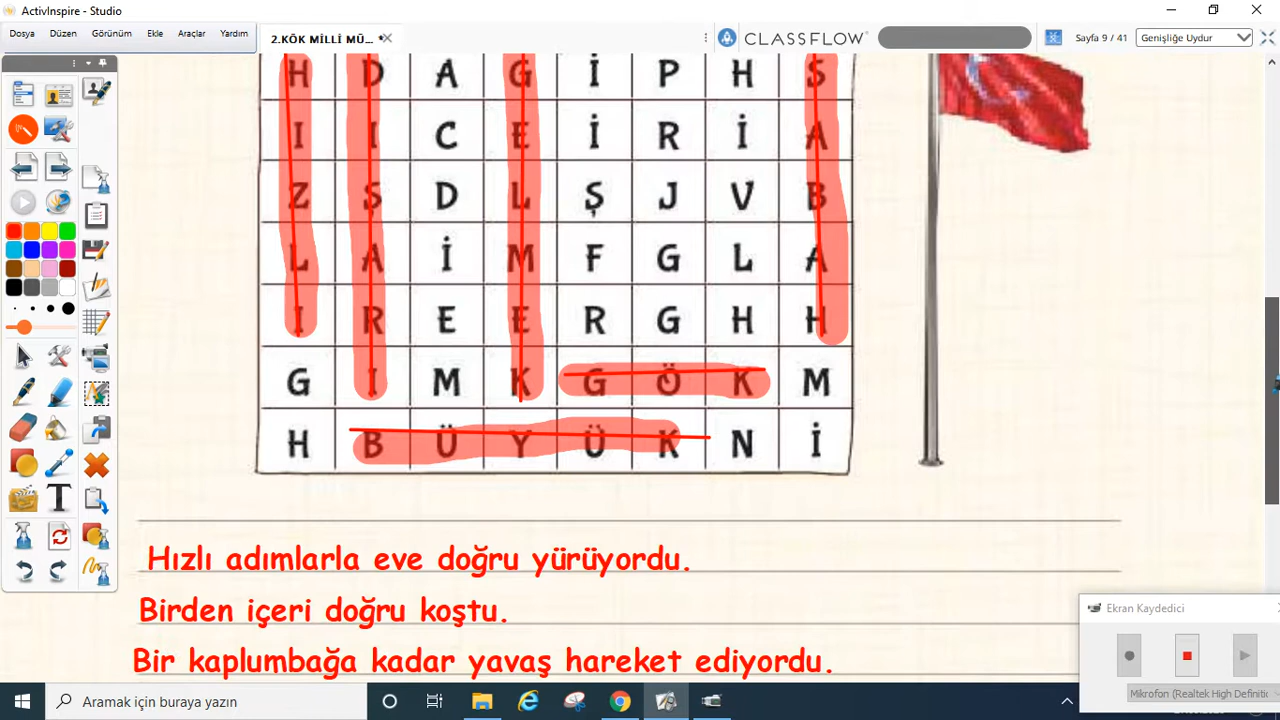 ActivInspire - Studio
Dosya Düzen Görünüm Ekle Araçlar Yardım
2.KÖK MİLLİ MÜ...
CLASSFLOW
Sayfa 9 / 41
Genişliğe Uydur
H D A G İ P H S
I I C E İ R İ A
Z Ş D L Ş J V B
L A İ M F G L A
I R E E R G H H
G I M K G Ö K M
H B Ü Y Ü K N İ
Hızlı adımlarla eve doğru yürüyordu.
Birden içeri doğru koştu.
Bir kaplumbağa kadar yavaş hareket ediyordu.
Ekran Kaydedici
Mikrofon (Realtek High Definitic
Aramak için buraya yazın